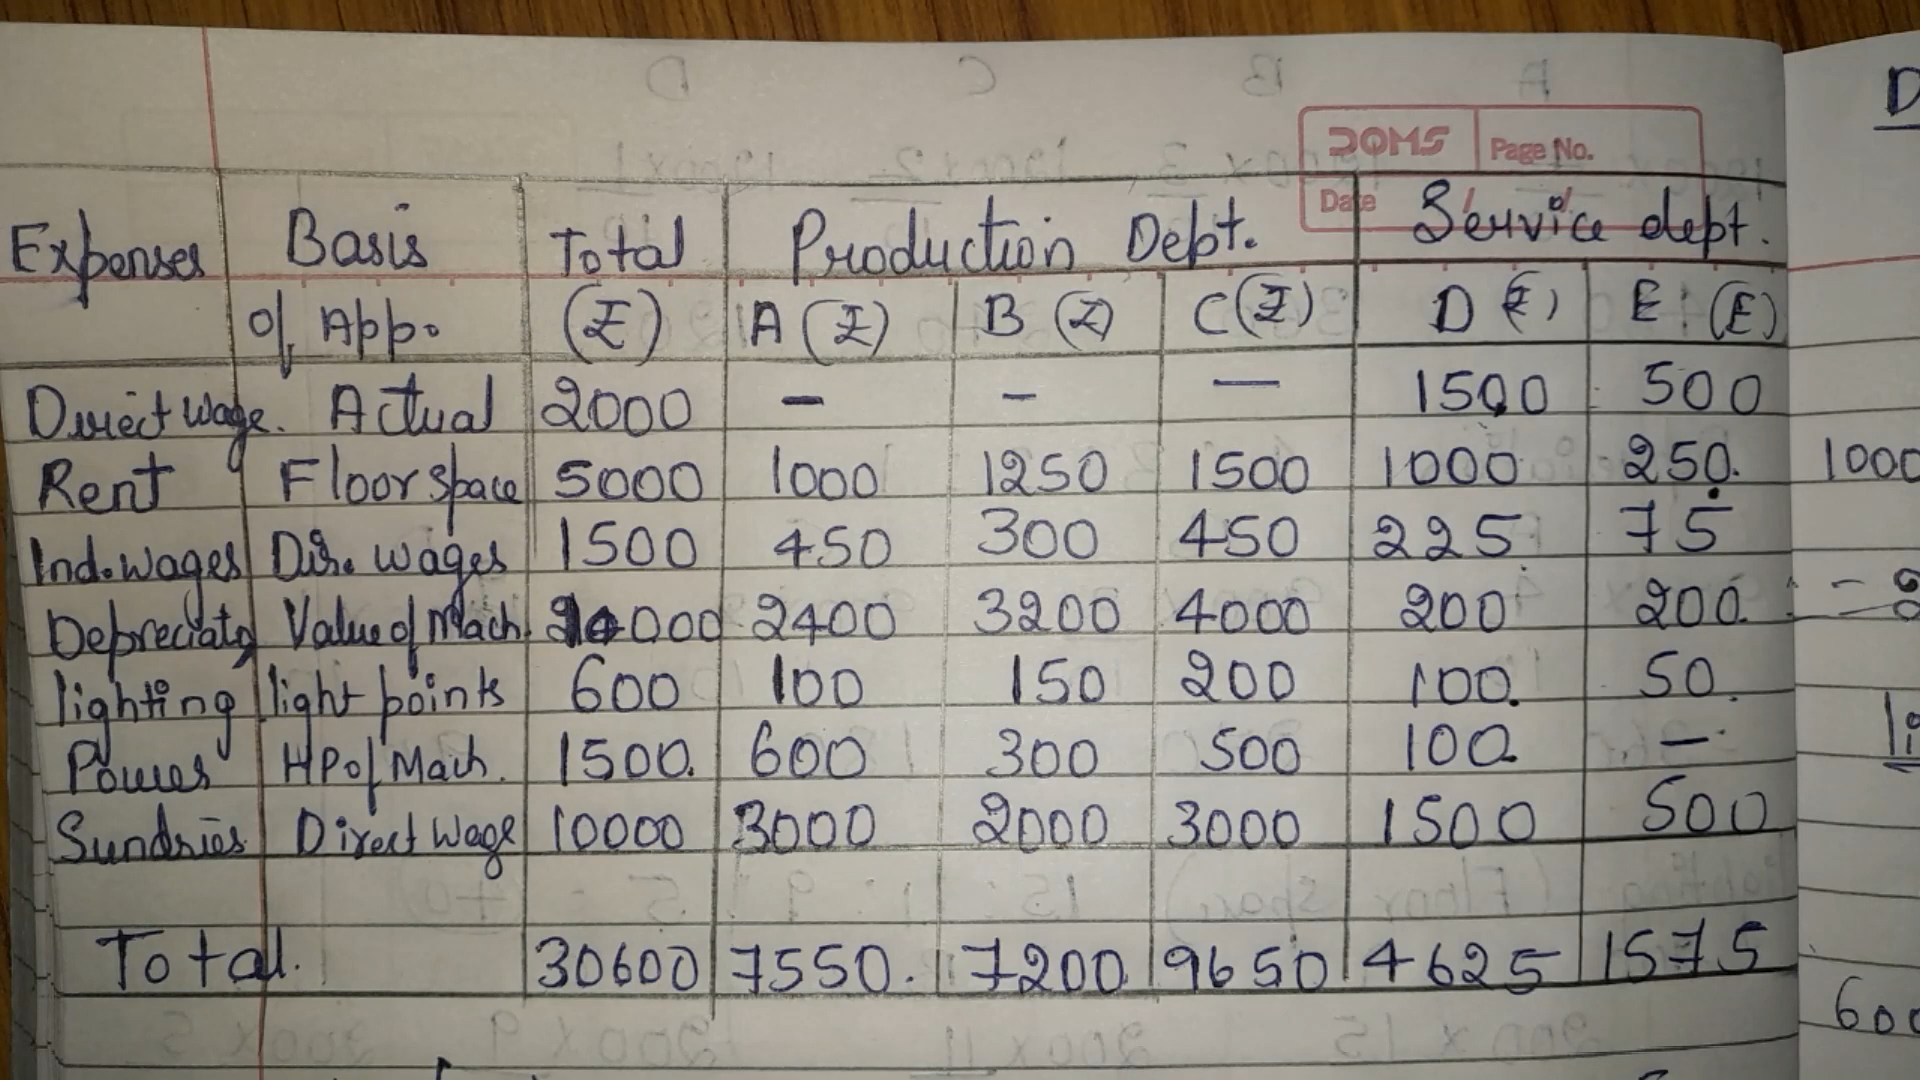 DOMS Page No.
Date
Expenses Basis Total Production Dept. Service dept.
of App. (₹) A (₹) B (₹) C (₹) D (₹) E (₹)
Direct wage. Actual 2000 — — — 1500 500
Rent Floor space 5000 1000 1250 1500 1000 250.
Ind. wages Dir. wages 1500 450 300 450 225 75
Value of Mach. 2400 3200 4000 200 200.
lighting light points 600 100 150 200 100. 50.
Power HP of Mach. 1500. 600 300 500 100. —
Sundries Direct Wage 10000 3000 2000 3000 1500 500
Total. 30600 7550. 7200 9650 4625 1575
D
1000
600